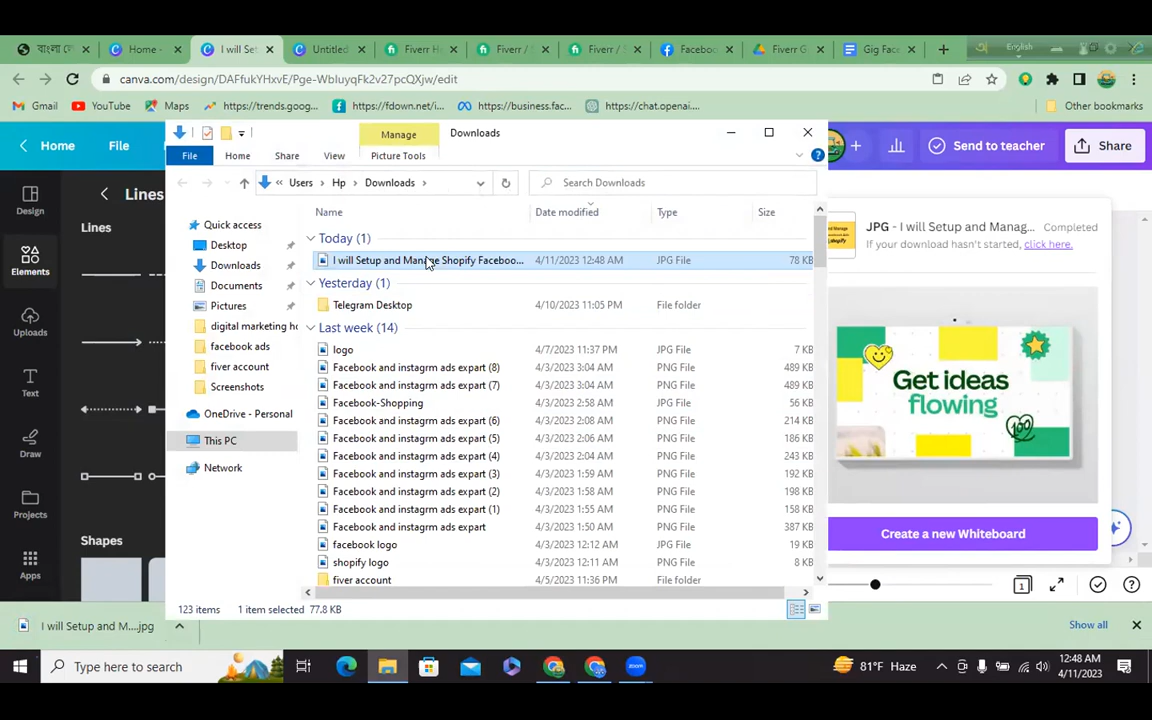 বাংলা লে
Home -
I will Set
Untitled
Fiverr He
Fiverr / S
Fiverr / S
Faceboo
Fiverr G
Gig Face
English
canva.com/design/DAFfukYHxvE/Pge-WbIuyqFk2v27pcQXjw/edit
Gmail
YouTube
Maps
https://trends.goog...
https://fdown.net/i...
https://business.fac...
https://chat.openai....
Other bookmarks
Home
File
Manage
Downloads
Send to teacher
Share
File
Home
Share
View
Picture Tools
« Users > Hp > Downloads >
Search Downloads
Design
Elements
Uploads
Text
Draw
Projects
Apps
Lines
Lines
Shapes
Quick access
Desktop
Downloads
Documents
Pictures
digital marketing ho
facebook ads
fiver account
Screenshots
OneDrive - Personal
This PC
Network
Name Date modified Type Size
Today (1)
I will Setup and Manage Shopify Faceboo... 4/11/2023 12:48 AM JPG File 78 KB
Yesterday (1)
Telegram Desktop 4/10/2023 11:05 PM File folder
Last week (14)
logo 4/7/2023 11:37 PM JPG File 7 KB
Facebook and instagrm ads expart (8) 4/3/2023 3:04 AM PNG File 489 KB
Facebook and instagrm ads expart (7) 4/3/2023 3:04 AM PNG File 489 KB
Facebook-Shopping 4/3/2023 2:58 AM JPG File 56 KB
Facebook and instagrm ads expart (6) 4/3/2023 2:08 AM PNG File 214 KB
Facebook and instagrm ads expart (5) 4/3/2023 2:06 AM PNG File 186 KB
Facebook and instagrm ads expart (4) 4/3/2023 2:04 AM PNG File 243 KB
Facebook and instagrm ads expart (3) 4/3/2023 1:59 AM PNG File 192 KB
Facebook and instagrm ads expart (2) 4/3/2023 1:58 AM PNG File 198 KB
Facebook and instagrm ads expart (1) 4/3/2023 1:55 AM PNG File 158 KB
Facebook and instagrm ads expart 4/3/2023 1:50 AM PNG File 387 KB
facebook logo 4/3/2023 12:12 AM JPG File 19 KB
shopify logo 4/3/2023 12:11 AM JPG File 8 KB
fiver account 4/5/2023 11:36 PM File folder
123 items 1 item selected 77.8 KB
JPG - I will Setup and Manag... Completed
If your download hasn't started, click here.
Get ideas
flowing
100
Create a new Whiteboard
1
I will Setup and M....jpg
Show all
Type here to search
81°F Haze
12:48 AM
4/11/2023